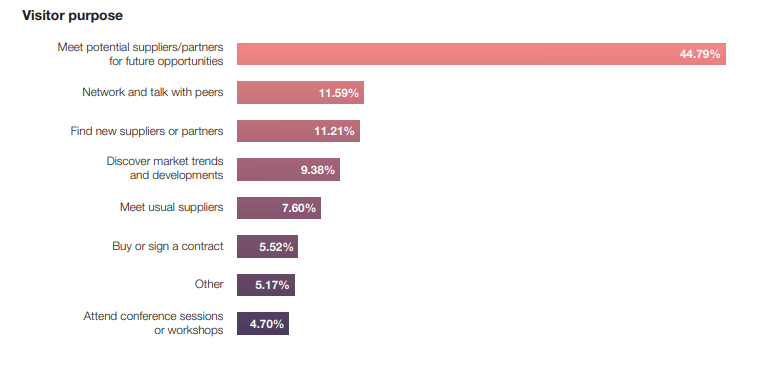 Visitor purpose
Meet potential suppliers/partners
for future opportunities
44.79%
Network and talk with peers
11.59%
Find new suppliers or partners
11.21%
Discover market trends
and developments
9.38%
Meet usual suppliers
7.60%
Buy or sign a contract
5.52%
Other
5.17%
Attend conference sessions
or workshops
4.70%